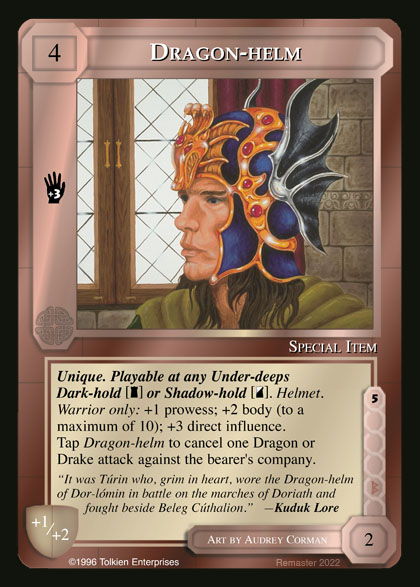 4
DRAGON-HELM
+3
SPECIAL ITEM
Unique. Playable at any Under-deeps
Dark-hold [] or Shadow-hold []. Helmet.
Warrior only: +1 prowess; +2 body (to a
maximum of 10); +3 direct influence.
Tap Dragon-helm to cancel one Dragon or
Drake attack against the bearer's company.
“It was Túrin who, grim in heart, wore the Dragon-helm
of Dor-lómin in battle on the marches of Doriath and
fought beside Beleg Cúthalion.” —Kuduk Lore
5
+1/+2
ART BY AUDREY CORMAN
2
©1996 Tolkien Enterprises
Remaster 2022